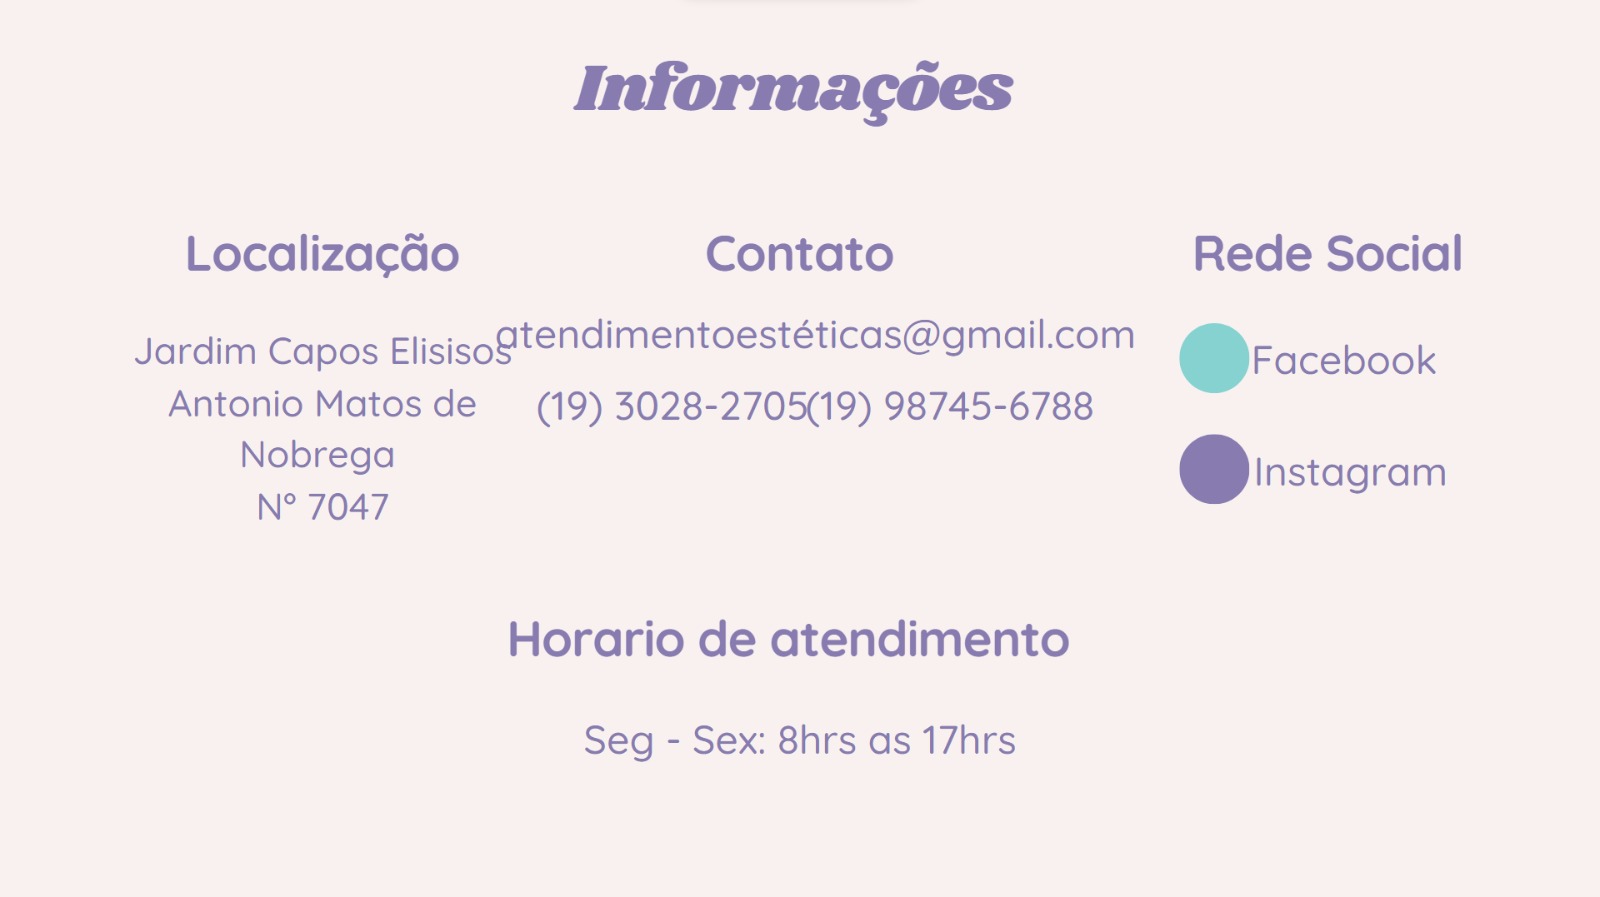 Informações
Localização
Jardim Capos Elisisos
Antonio Matos de
Nobrega
N° 7047
Contato
atendimentoestéticas@gmail.com
(19) 3028-2705(19) 98745-6788
Rede Social
Facebook
Instagram
Horario de atendimento
Seg - Sex: 8hrs as 17hrs